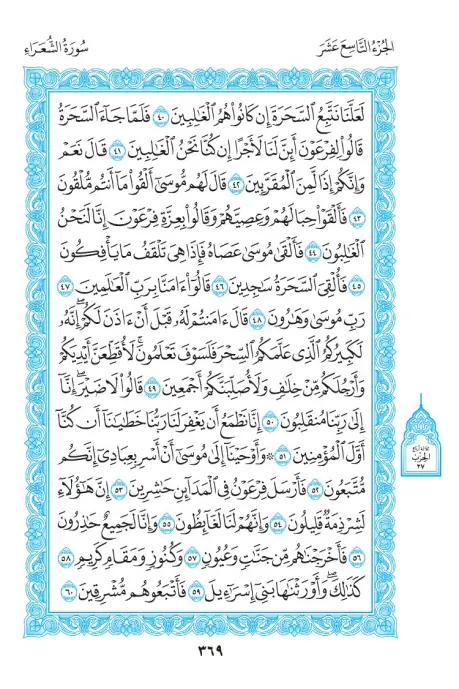 الجُزْءُ التَّاسِعَ عَشَرَ
سُورَةُ الشُّعَرَاءِ
لَعَلَّنَا نَتَّبِعُ ٱلسَّحَرَةَ إِن كَانُوا۟ هُمُ ٱلْغَٰلِبِينَ ٤٠ فَلَمَّا جَآءَ ٱلسَّحَرَةُ
قَالُوا۟ لِفِرْعَوْنَ أَئِنَّ لَنَا لَأَجْرًا إِن كُنَّا نَحْنُ ٱلْغَٰلِبِينَ ٤١ قَالَ نَعَمْ
وَإِنَّكُمْ إِذًا لَّمِنَ ٱلْمُقَرَّبِينَ ٤٢ قَالَ لَهُم مُّوسَىٰٓ أَلْقُوا۟ مَآ أَنتُم مُّلْقُونَ
٤٣ فَأَلْقَوْا۟ حِبَالَهُمْ وَعِصِيَّهُمْ وَقَالُوا۟ بِعِزَّةِ فِرْعَوْنَ إِنَّا لَنَحْنُ
ٱلْغَٰلِبُونَ ٤٤ فَأَلْقَىٰ مُوسَىٰ عَصَاهُ فَإِذَا هِىَ تَلْقَفُ مَا يَأْفِكُونَ
٤٥ فَأُلْقِىَ ٱلسَّحَرَةُ سَٰجِدِينَ ٤٦ قَالُوٓا۟ ءَامَنَّا بِرَبِّ ٱلْعَٰلَمِينَ ٤٧
رَبِّ مُوسَىٰ وَهَٰرُونَ ٤٨ قَالَ ءَامَنتُمْ لَهُۥ قَبْلَ أَنْ ءَاذَنَ لَكُمْ ۖ إِنَّهُۥ
لَكَبِيرُكُمُ ٱلَّذِى عَلَّمَكُمُ ٱلسِّحْرَ فَلَسَوْفَ تَعْلَمُونَ ۚ لَأُقَطِّعَنَّ أَيْدِيَكُمْ
وَأَرْجُلَكُم مِّنْ خِلَٰفٍ وَلَأُصَلِّبَنَّكُمْ أَجْمَعِينَ ٤٩ قَالُوا۟ لَا ضَيْرَ ۖ إِنَّآ
إِلَىٰ رَبِّنَا مُنقَلِبُونَ ٥٠ إِنَّا نَطْمَعُ أَن يَغْفِرَ لَنَا رَبُّنَا خَطَٰيَٰنَآ أَن كُنَّآ
أَوَّلَ ٱلْمُؤْمِنِينَ ٥١ ۞ وَأَوْحَيْنَآ إِلَىٰ مُوسَىٰٓ أَنْ أَسْرِ بِعِبَادِىٓ إِنَّكُم
مُّتَّبَعُونَ ٥٢ فَأَرْسَلَ فِرْعَوْنُ فِى ٱلْمَدَآئِنِ حَٰشِرِينَ ٥٣ إِنَّ هَٰٓؤُلَآءِ
لَشِرْذِمَةٌ قَلِيلُونَ ٥٤ وَإِنَّهُمْ لَنَا لَغَآئِظُونَ ٥٥ وَإِنَّا لَجَمِيعٌ حَٰذِرُونَ
٥٦ فَأَخْرَجْنَٰهُم مِّن جَنَّٰتٍ وَعُيُونٍ ٥٧ وَكُنُوزٍ وَمَقَامٍ كَرِيمٍ ٥٨
كَذَٰلِكَ ۖ وَأَوْرَثْنَٰهَا بَنِىٓ إِسْرَٰٓءِيلَ ٥٩ فَأَتْبَعُوهُم مُّشْرِقِينَ ٦٠
الحِزْب
٣٧
٣٦٩